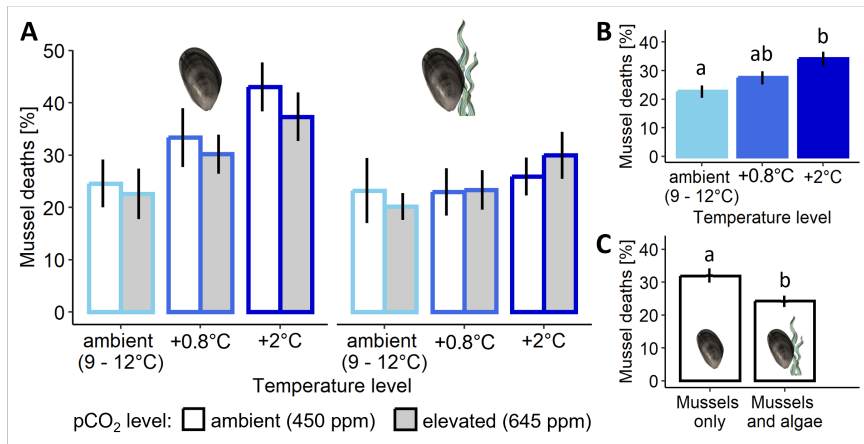 A
Mussel deaths [%]
50
40
30
20
10
0
ambient
(9 - 12°C)
+0.8°C
+2°C
ambient
(9 - 12°C)
+0.8°C
+2°C
Temperature level
pCO₂ level: ambient (450 ppm) elevated (645 ppm)
B
Mussel deaths [%]
40
30
20
10
0
a
ab
b
ambient
(9 - 12°C)
+0.8°C
+2°C
Temperature level
C
Mussel deaths [%]
40
30
20
10
0
a
b
Mussels
only
Mussels
and algae